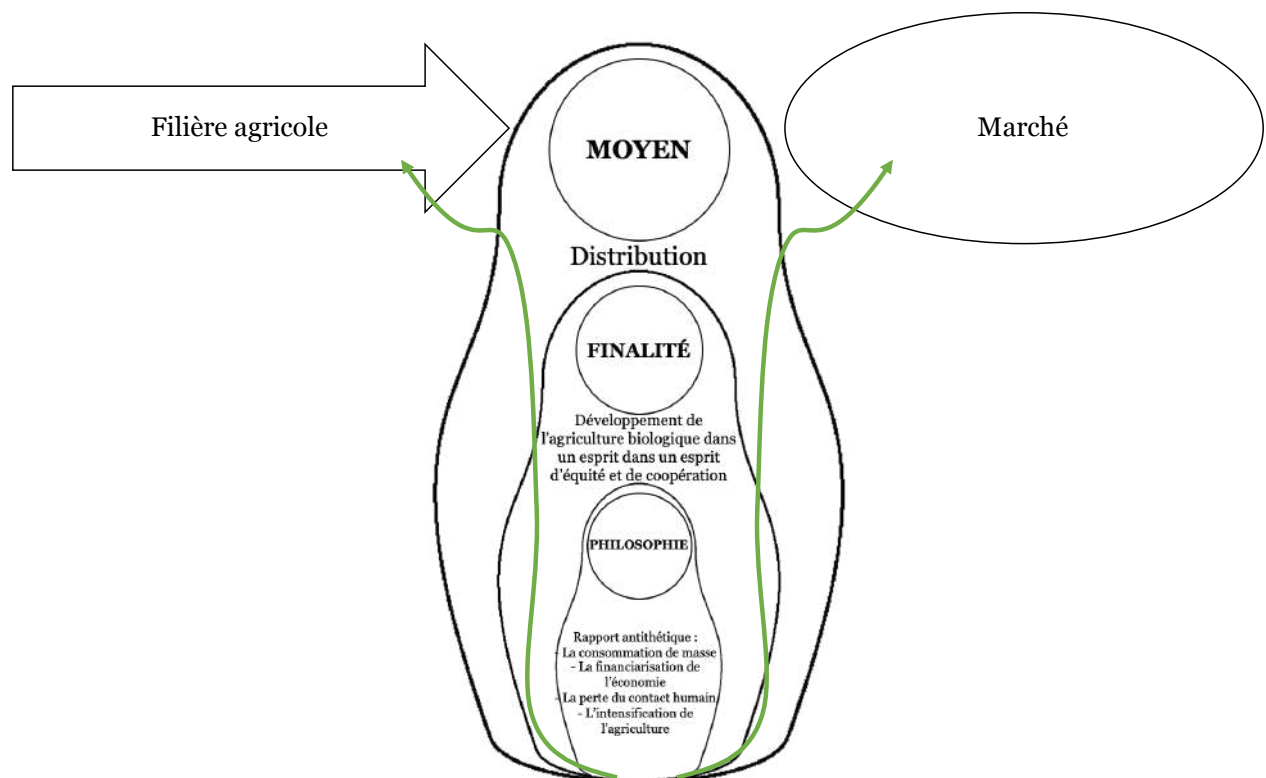 Filière agricole
Marché
MOYEN
Distribution
FINALITÉ
Développement de
l'agriculture biologique dans
un esprit dans un esprit
d'équité et de coopération
PHILOSOPHIE
Rapport antithétique :
- La consommation de masse
- La financiarisation de
l'économie
- La perte du contact humain
- L'intensification de
l'agriculture